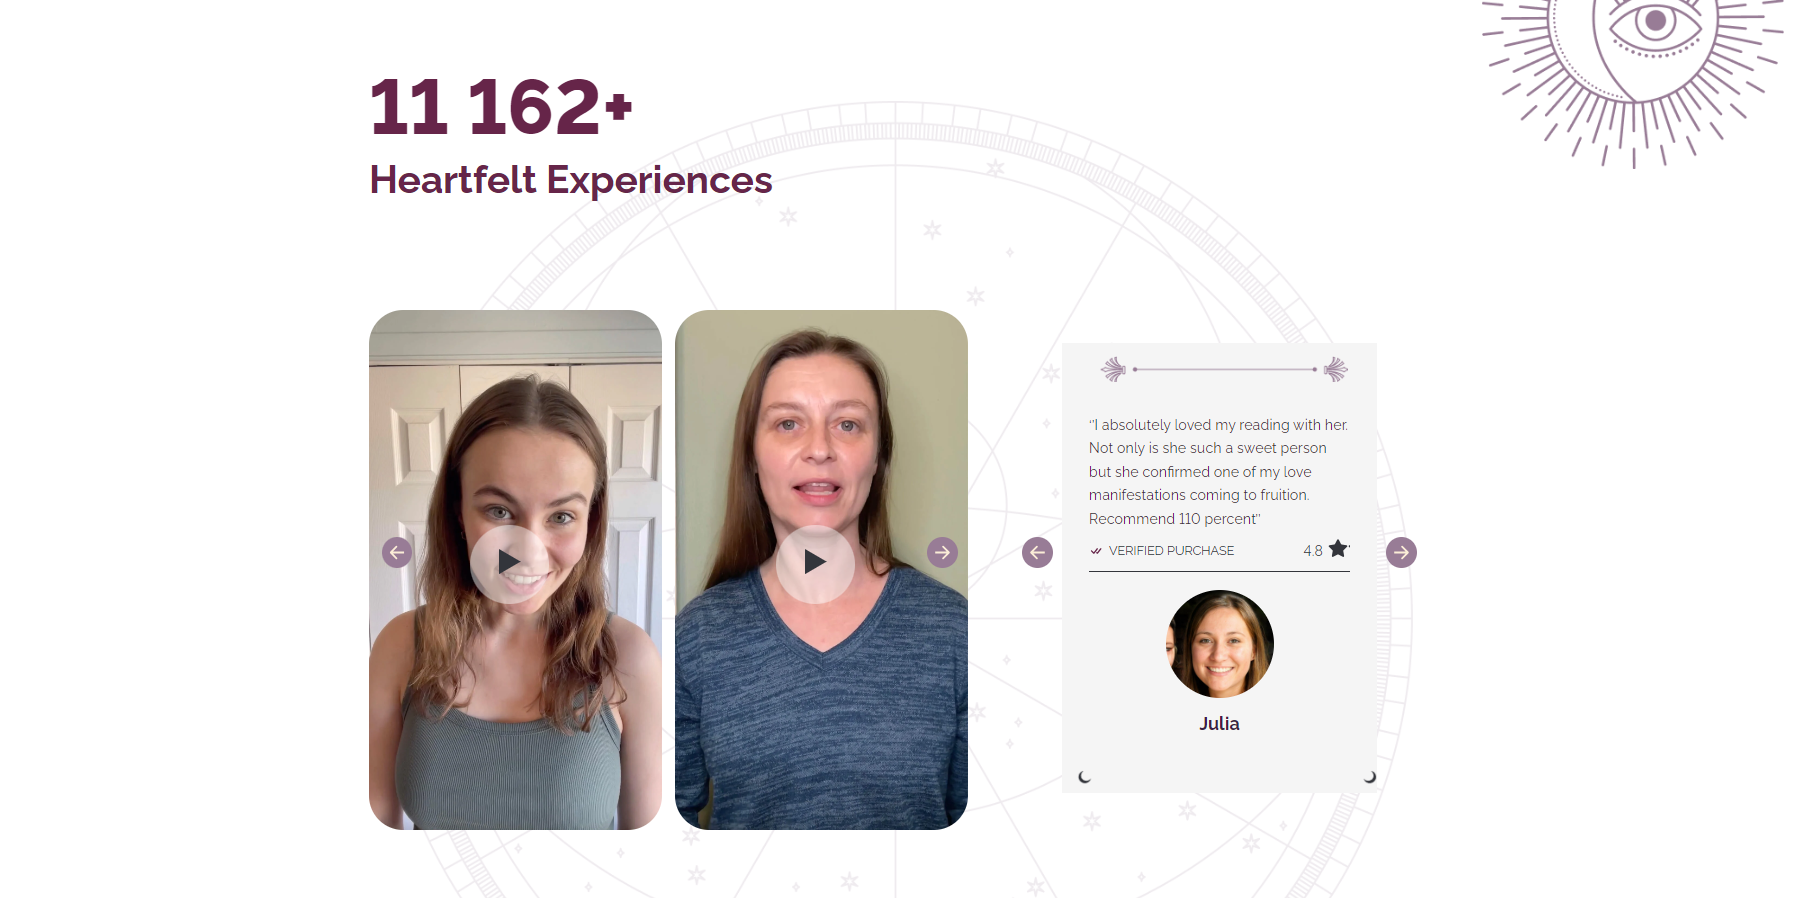 11 162+
Heartfelt Experiences
"I absolutely loved my reading with her.
Not only is she such a sweet person
but she confirmed one of my love
manifestations coming to fruition.
Recommend 110 percent"
VERIFIED PURCHASE 4.8
Julia